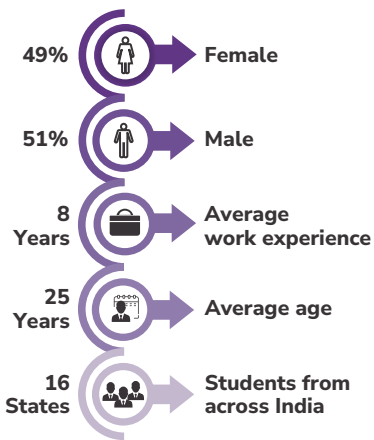 49%
Female
51%
Male
8
Years
Average
work experience
25
Years
Average age
16
States
Students from
across India